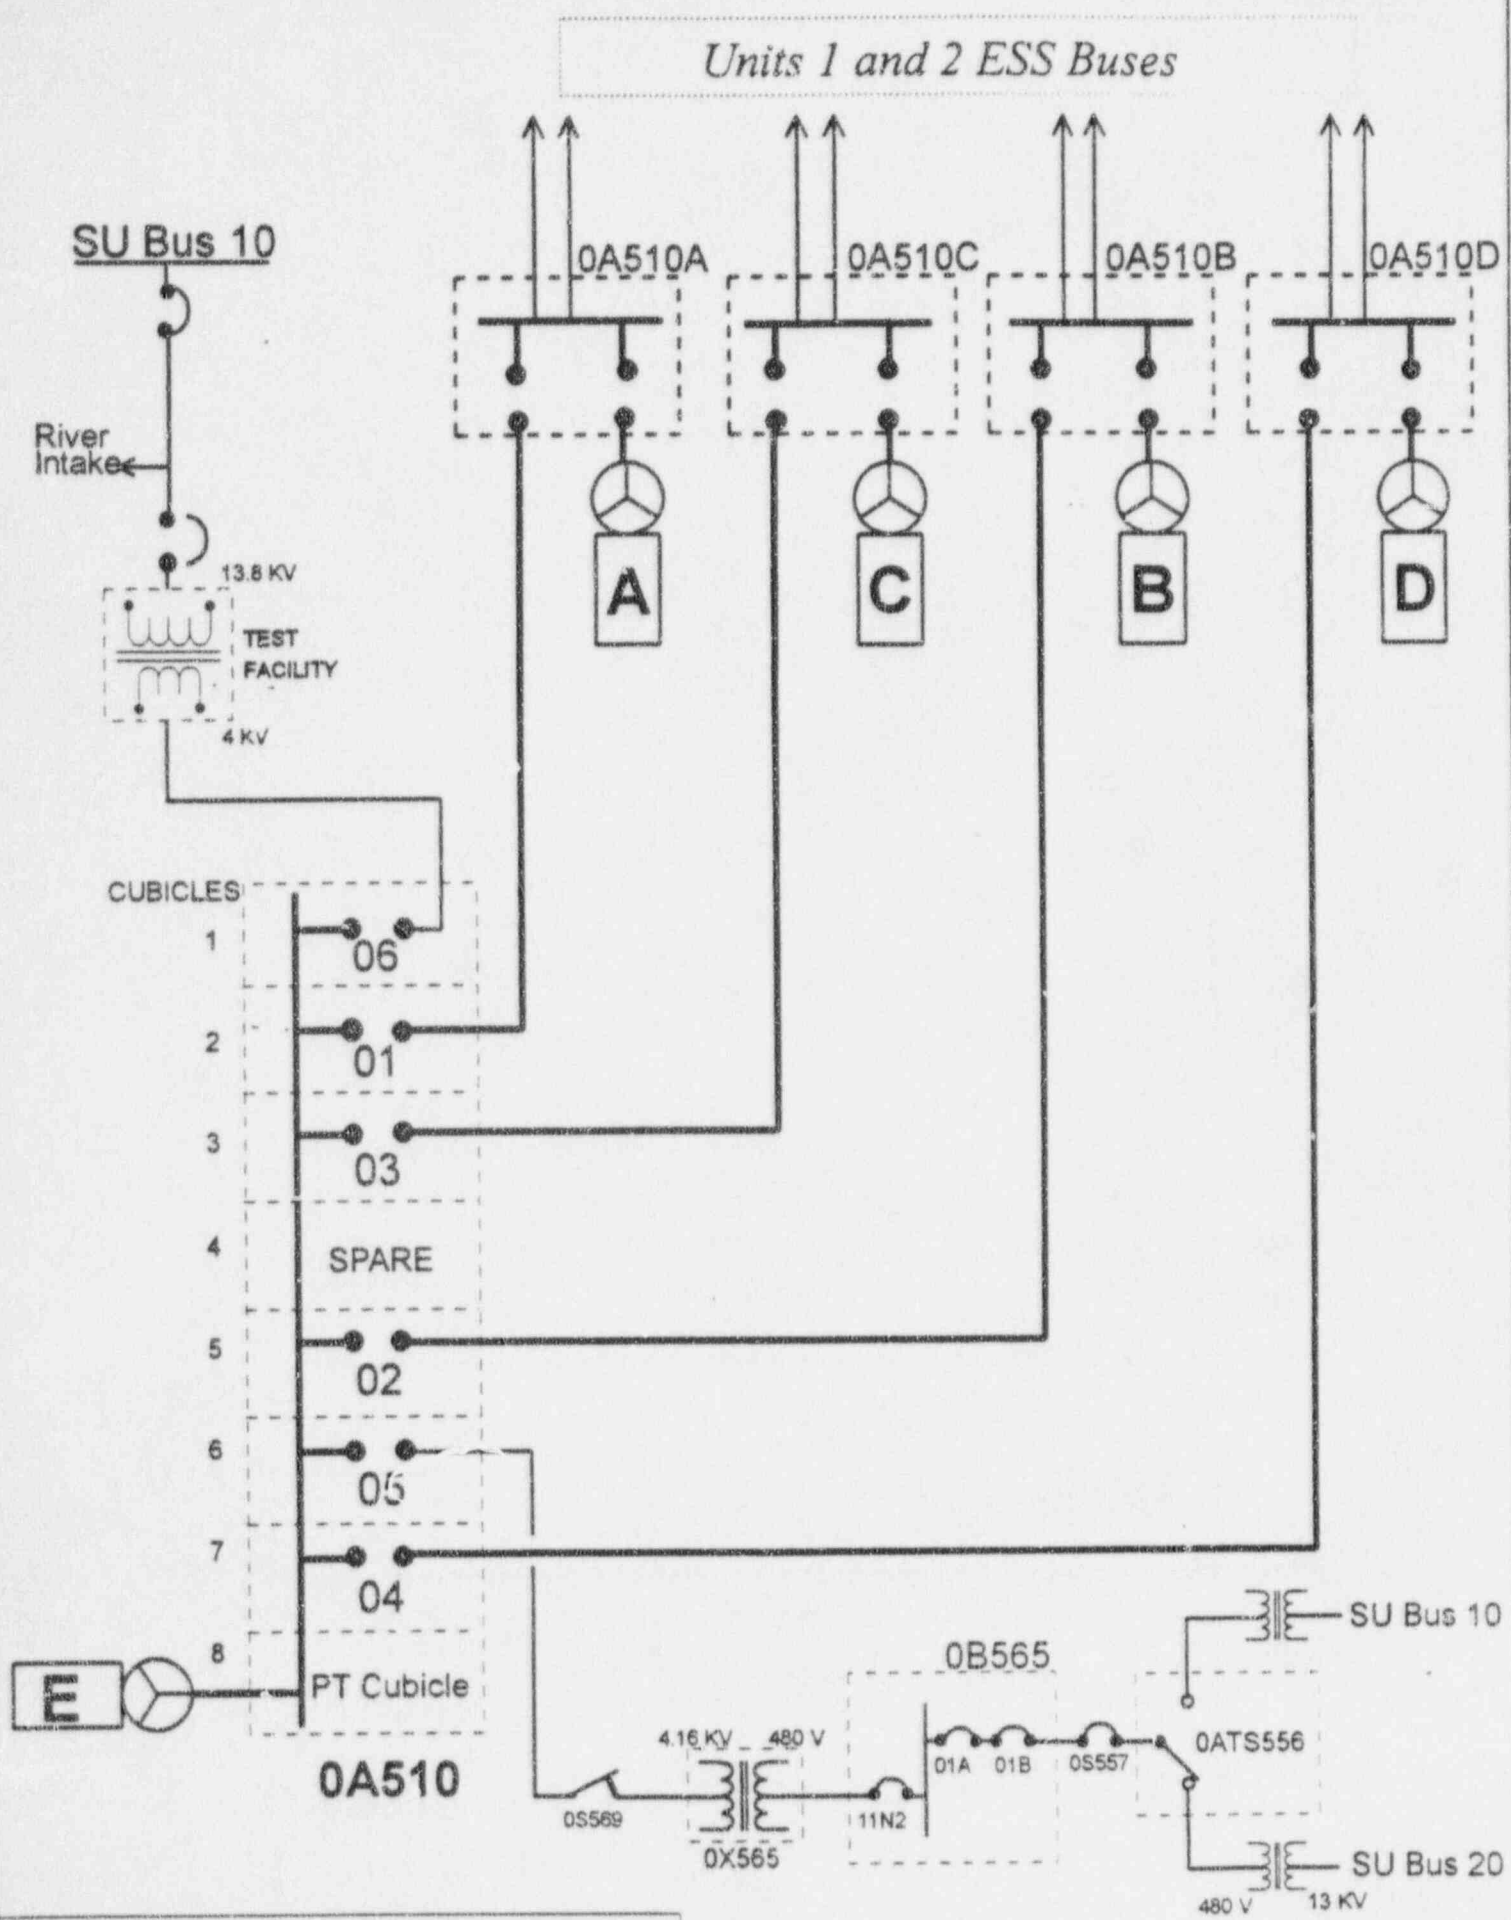 Units 1 and 2 ESS Buses
SU Bus 10
0A510A
0A510C
0A510B
0A510D
River
Intake
13.8 KV
TEST
FACILITY
4 KV
A
C
B
D
CUBICLES
1
06
2
01
3
03
4
SPARE
5
02
6
05
7
04
8
PT Cubicle
E
0A510
SU Bus 10
0B565
4.16 KV
480 V
01A
01B
0S557
0ATS556
0S569
11N2
0X565
SU Bus 20
480 V
13 KV